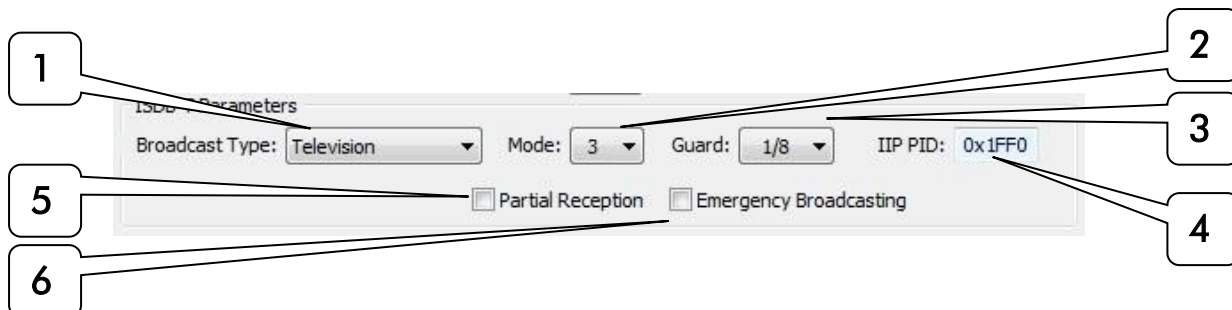 1
2
ISDB-T Parameters
Broadcast Type: Television Mode: 3 Guard: 1/8 IIP PID: 0x1FF0
3
5
Partial Reception Emergency Broadcasting
4
6